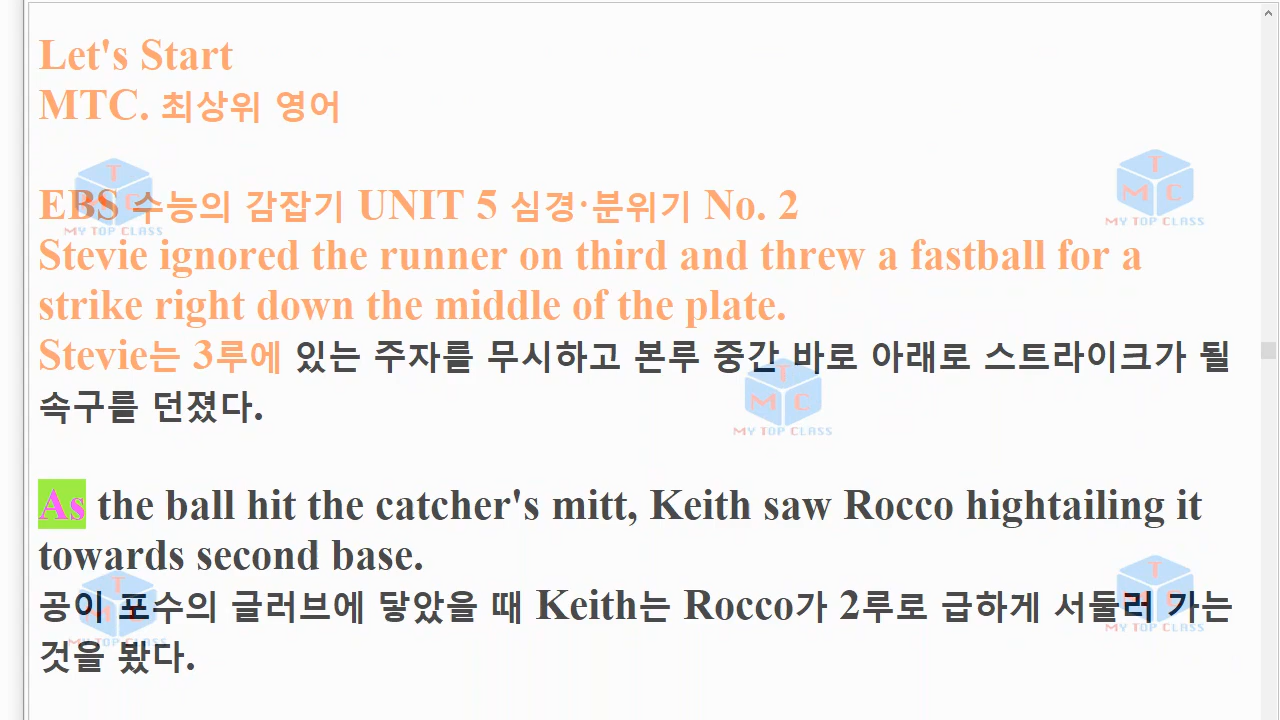 Let's Start
MTC. 최상위 영어
EBS 수능의 감잡기 UNIT 5 심경·분위기 No. 2
Stevie ignored the runner on third and threw a fastball for a
strike right down the middle of the plate.
Stevie는 3루에 있는 주자를 무시하고 본루 중간 바로 아래로 스트라이크가 될
속구를 던졌다.
As the ball hit the catcher's mitt, Keith saw Rocco hightailing it
towards second base.
공이 포수의 글러브에 닿았을 때 Keith는 Rocco가 2루로 급하게 서둘러 가는
것을 봤다.
T
M C
MY TOP CLASS
T
M C
MY TOP CLASS
T
M C
MY TOP CLASS
T
M C
MY TOP CLASS
T
M C
MY TOP CLASS